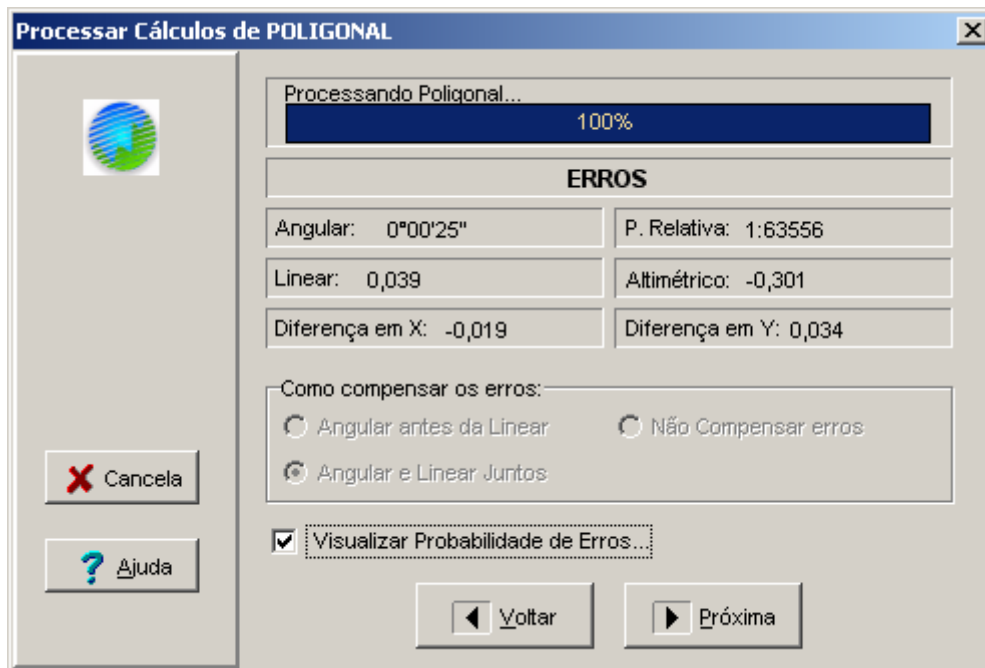 Processar Cálculos de POLIGONAL
Processando Poligonal...
100%
ERROS
Angular: 0°00'25"
P. Relativa: 1:63556
Linear: 0,039
Altimétrico: -0,301
Diferença em X: -0,019
Diferença em Y: 0,034
Como compensar os erros:
Angular antes da Linear
Não Compensar erros
Angular e Linear Juntos
Cancela
Visualizar Probabilidade de Erros...
Ajuda
Voltar
Próxima